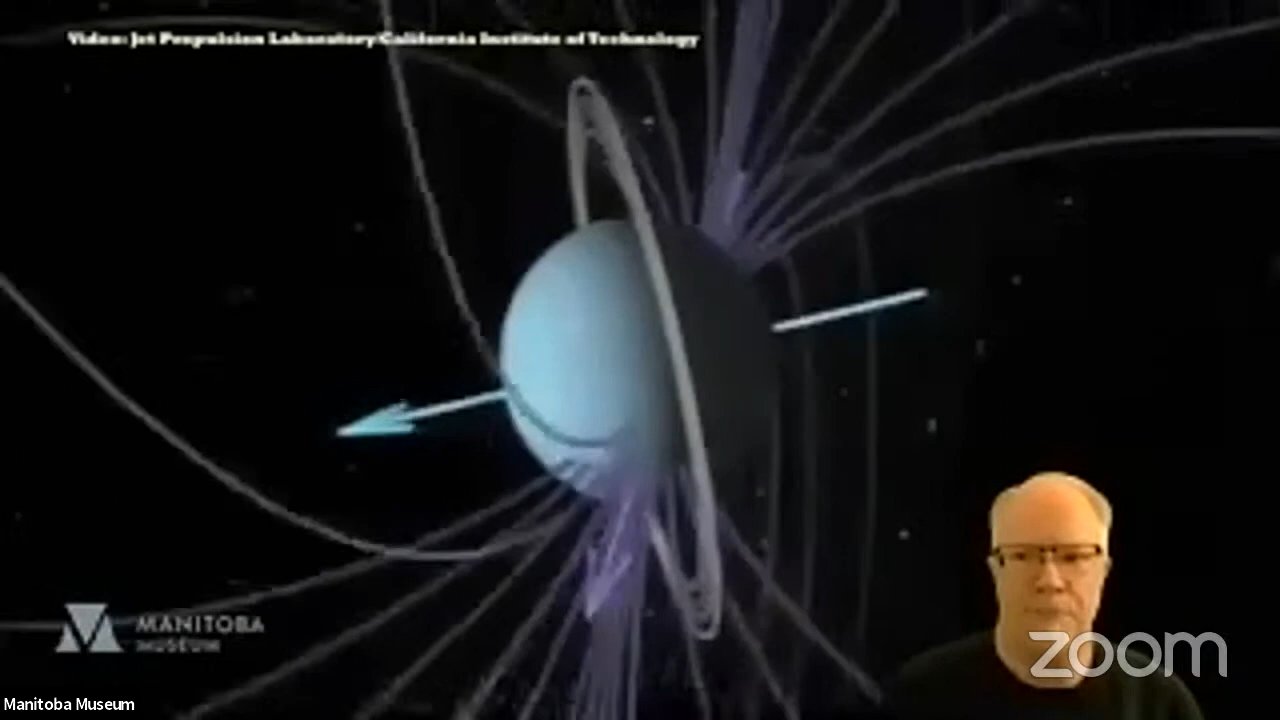 Video: Jet Propulsion Laboratory/California Institute of Technology
MANITOBA
MUSEUM
zoom
Manitoba Museum